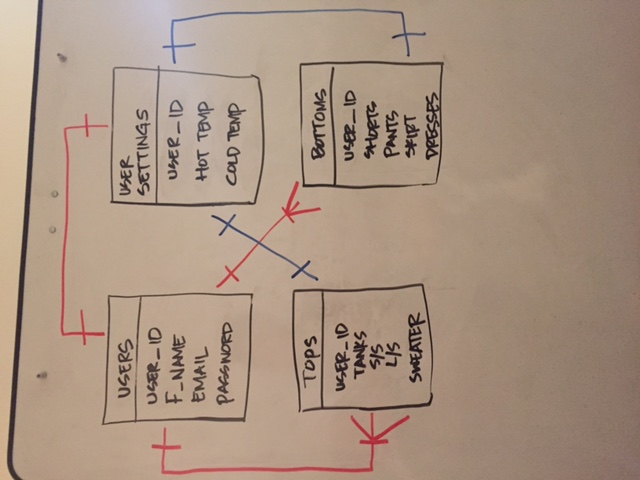 USERS
USER_ID
F_NAME
EMAIL
PASSWORD
USER
SETTINGS
USER_ID
HOT TEMP
COLD TEMP
TOPS
USER_ID
TANKS
S/S
L/S
SWEATER
BOTTOMS
USER_ID
SHORTS
PANTS
SKIRT
DRESSES